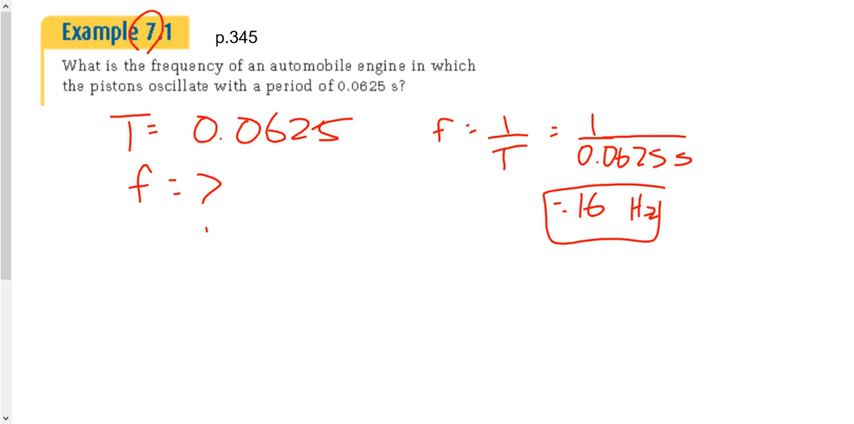 Example 7.1
p.345
What is the frequency of an automobile engine in which
the pistons oscillate with a period of 0.0625 s?
T = 0.0625
f = ?
f = 1/T = 1/0.0625 s
= 16 Hz